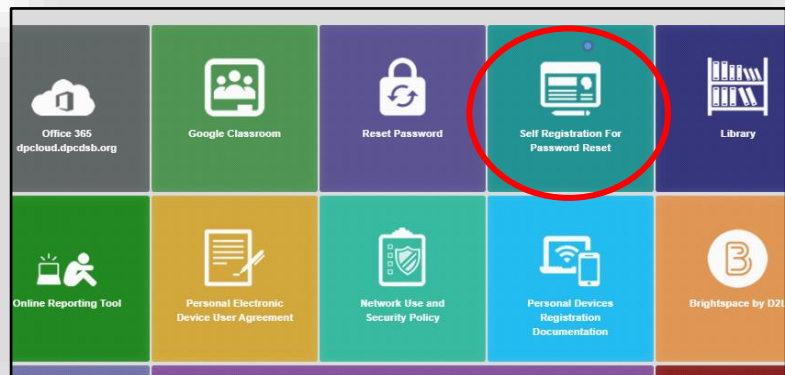 Office 365
dpcloud.dpcdsb.org
Google Classroom
Reset Password
Self Registration For
Password Reset
Library
Online Reporting Tool
Personal Electronic
Device User Agreement
Network Use and
Security Policy
Personal Devices
Registration
Documentation
B
Brightspace by D2L